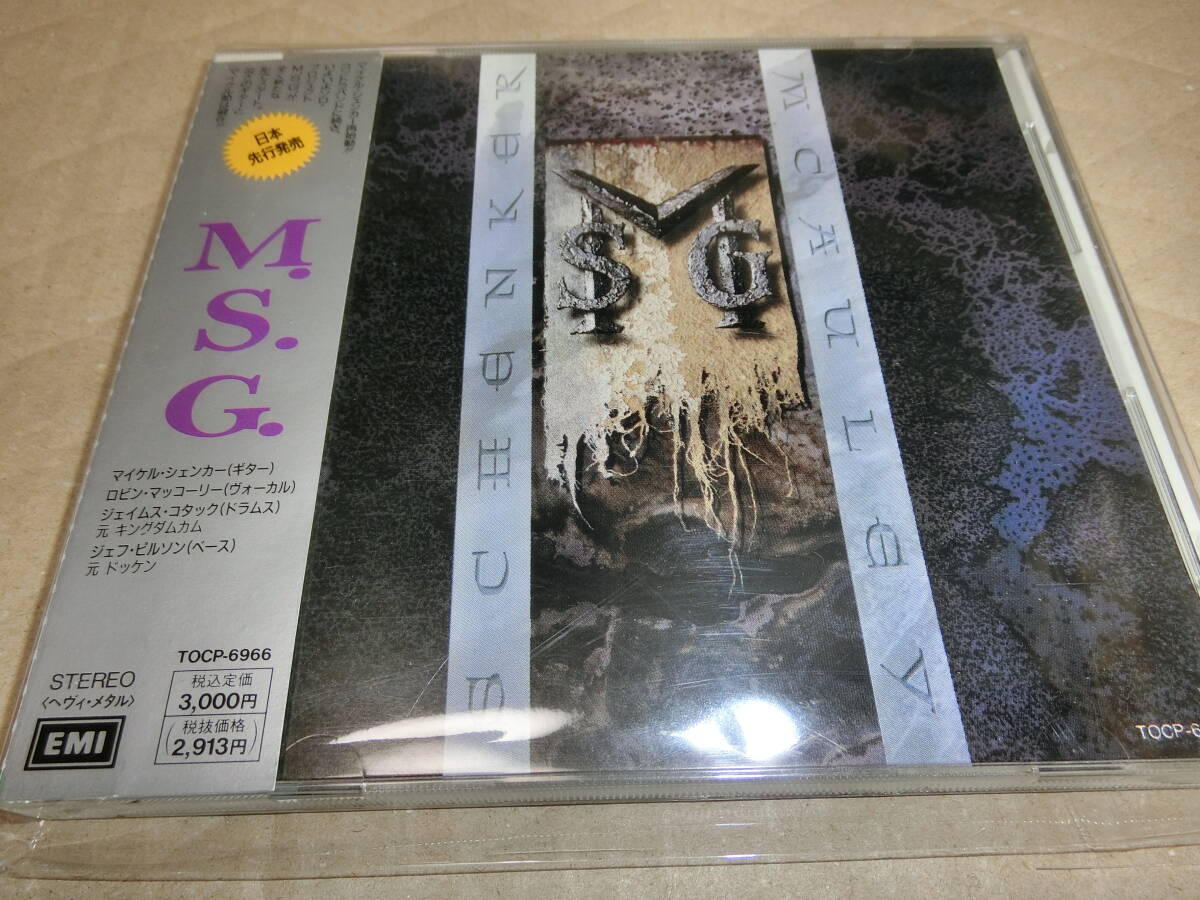 日本
先行発売
M.
S.
G.
マイケル・シェンカー(ギター)
ロビン・マッコーリー(ヴォーカル)
ジェイムス・コタック(ドラムス)
元 キングダムカム
ジェフ・ピルソン(ベース)
元 ドッケン
TOCP-6966
STEREO
〈ヘヴィ・メタル〉
税込定価
3,000円
税抜価格
(2,913円)
EMI
SCHENKER
M
S G
MCAULEY
TOCP-6